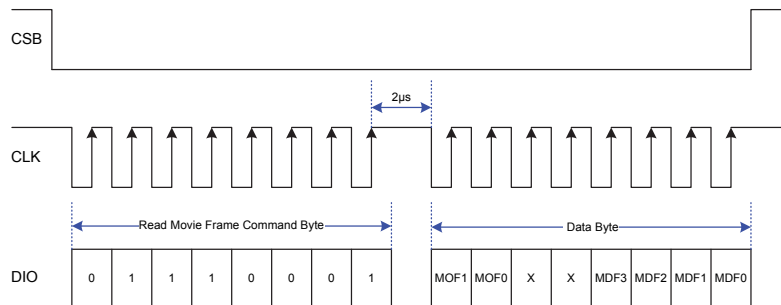 CSB
2µs
CLK
Read Movie Frame Command Byte
Data Byte
DIO
0 1 1 1 0 0 0 1
MOF1 MOF0 X X MDF3 MDF2 MDF1 MDF0